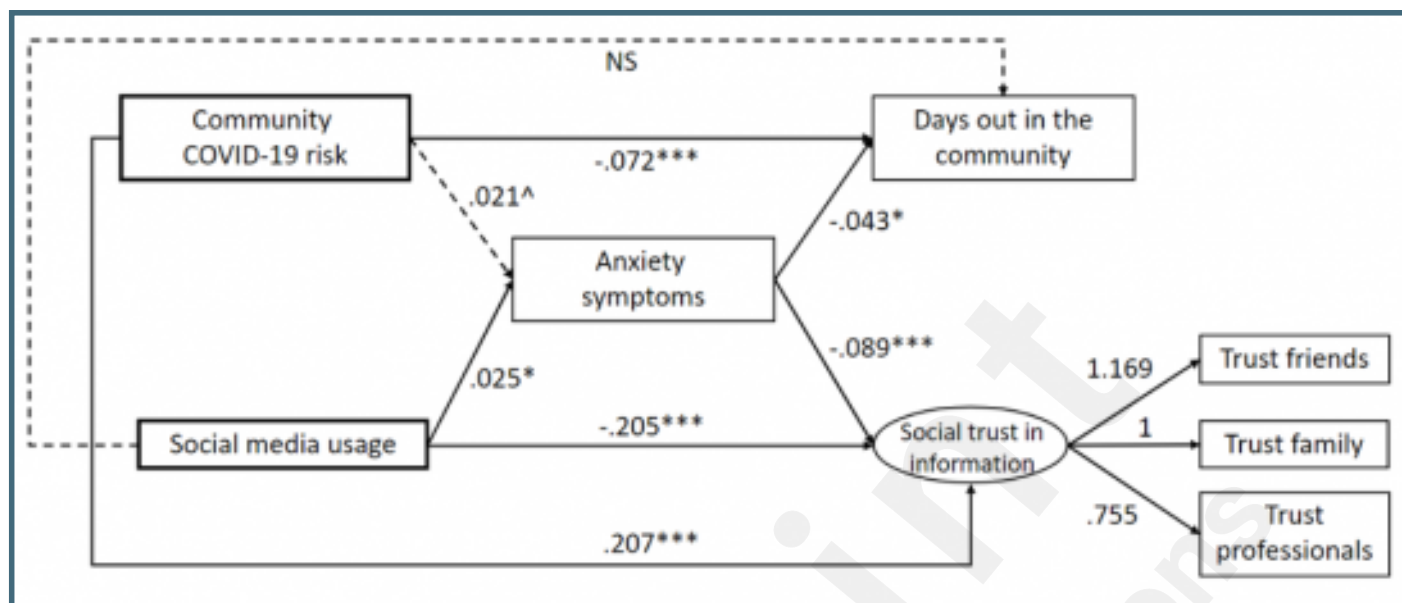 NS
Community
COVID-19 risk
Days out in the
community
-.072***
.021^
-.043*
Anxiety
symptoms
-.089***
.025*
Trust friends
1.169
Social media usage
-.205***
Social trust in
information
1
Trust family
.755
Trust
professionals
.207***